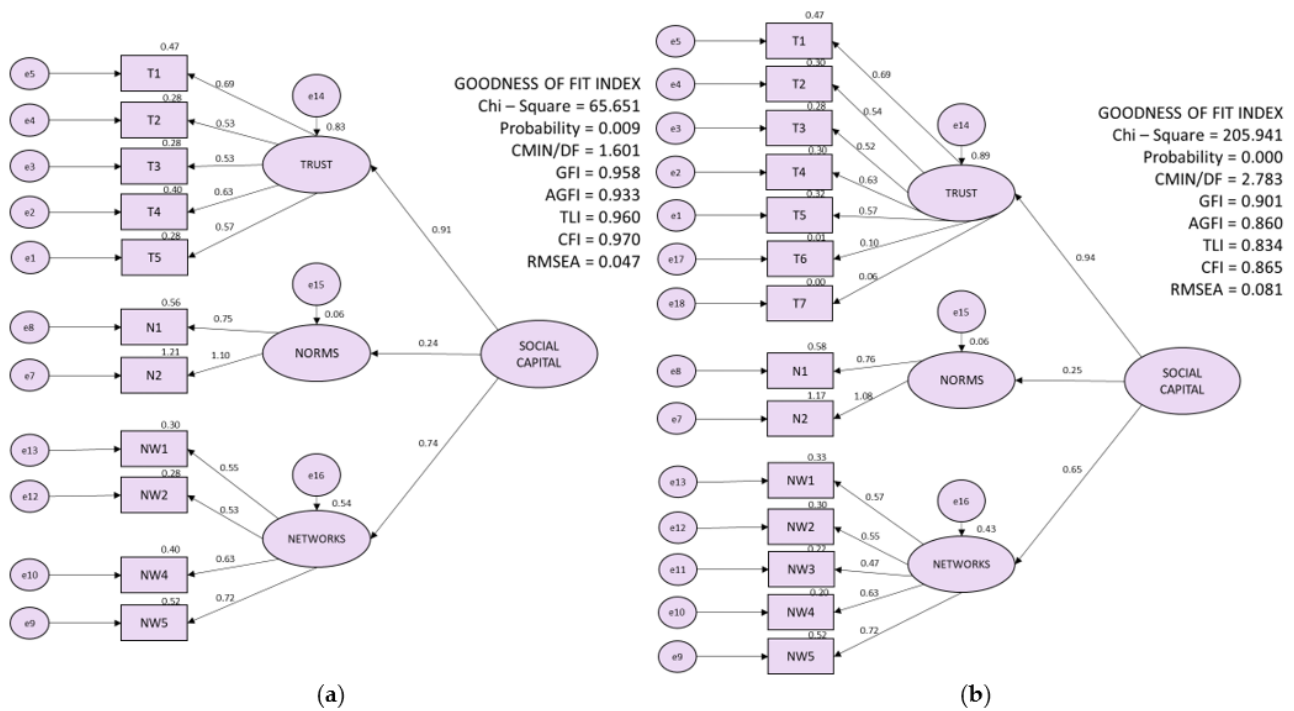 0.47
e5
T1
0.69
0.28
e4
T2
0.53
0.28
e3
T3
0.53
0.40
e2
T4
0.63
0.28
e1
T5
0.57
e14
0.83
TRUST
0.91
GOODNESS OF FIT INDEX
Chi – Square = 65.651
Probability = 0.009
CMIN/DF = 1.601
GFI = 0.958
AGFI = 0.933
TLI = 0.960
CFI = 0.970
RMSEA = 0.047
0.56
e8
N1
0.75
1.21
e7
N2
1.10
e15
0.06
NORMS
0.24
SOCIAL
CAPITAL
0.30
e13
NW1
0.55
0.28
e12
NW2
0.53
0.40
e10
NW4
0.63
0.52
e9
NW5
0.72
e16
0.54
NETWORKS
0.74
(a)
0.47
e5
T1
0.69
0.30
e4
T2
0.54
0.28
e3
T3
0.52
0.30
e2
T4
0.63
0.32
e1
T5
0.57
0.01
e17
T6
0.10
0.00
e18
T7
0.06
e14
0.89
TRUST
0.94
GOODNESS OF FIT INDEX
Chi – Square = 205.941
Probability = 0.000
CMIN/DF = 2.783
GFI = 0.901
AGFI = 0.860
TLI = 0.834
CFI = 0.865
RMSEA = 0.081
0.58
e8
N1
0.76
1.17
e7
N2
1.08
e15
0.06
NORMS
0.25
SOCIAL
CAPITAL
0.33
e13
NW1
0.57
0.30
e12
NW2
0.55
0.22
e11
NW3
0.47
0.20
e10
NW4
0.63
0.52
e9
NW5
0.72
e16
0.43
NETWORKS
0.65
(b)